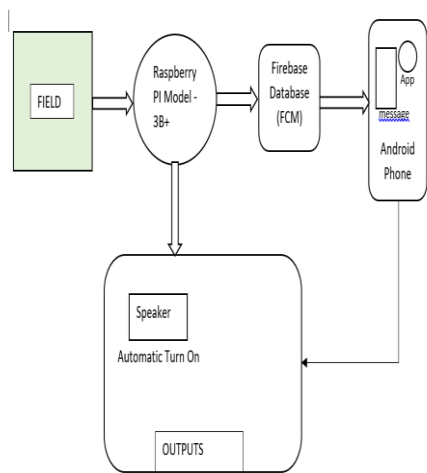 FIELD
Raspberry
PI Model -
3B+
Firebase
Database
(FCM)
App
message
Android
Phone
Speaker
Automatic Turn On
OUTPUTS